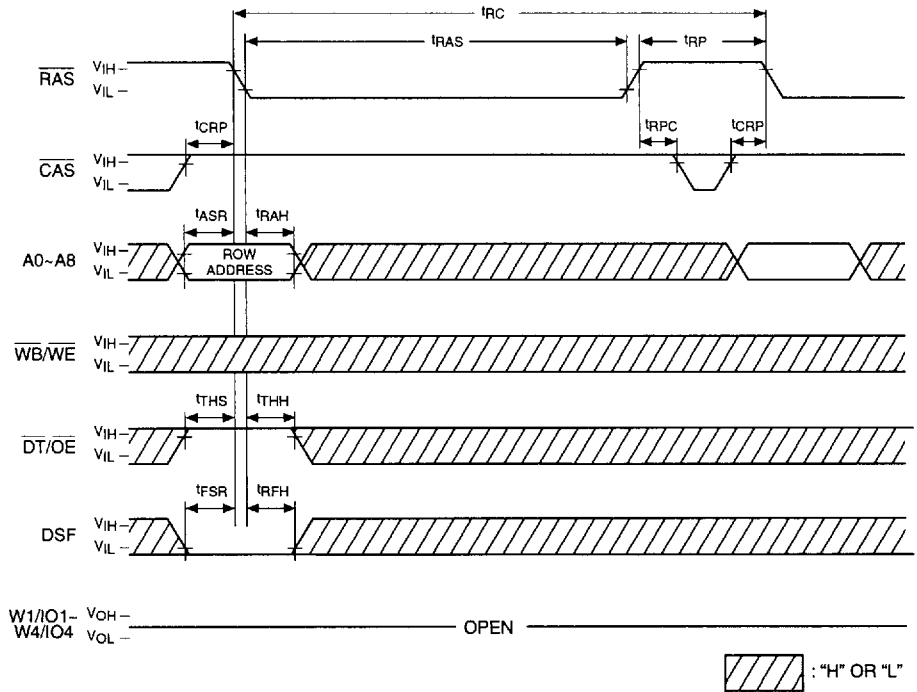 tRC
tRAS
tRP
RAS
VIH
VIL
tCRP
tRPC
tCRP
CAS
VIH
VIL
tASR
tRAH
A0~A8
VIH
VIL
ROW
ADDRESS
WB/WE
VIH
VIL
tTHS
tTHH
DT/OE
VIH
VIL
tFSR
tRFH
DSF
VIH
VIL
W1/IO1~
W4/IO4
VOH
VOL
OPEN
: "H" OR "L"